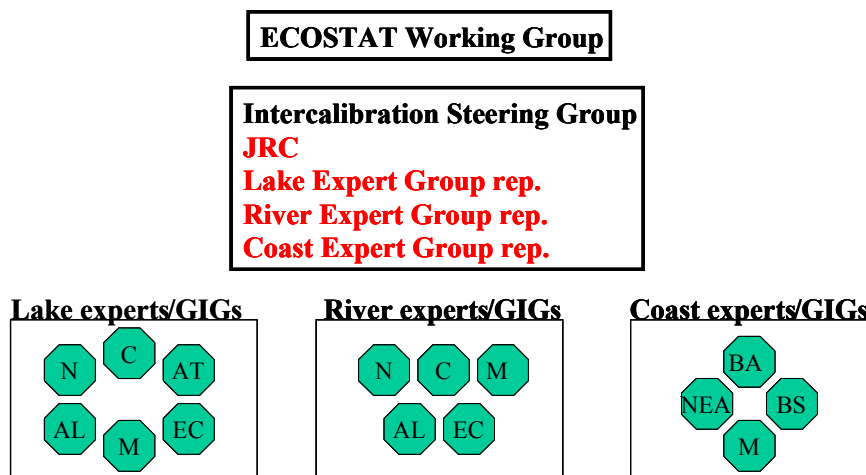 ECOSTAT Working Group
Intercalibration Steering Group
JRC
Lake Expert Group rep.
River Expert Group rep.
Coast Expert Group rep.
Lake experts/GIGs
N
C
AT
AL
M
EC
River experts/GIGs
N
C
M
AL
EC
Coast experts/GIGs
BA
NEA
BS
M